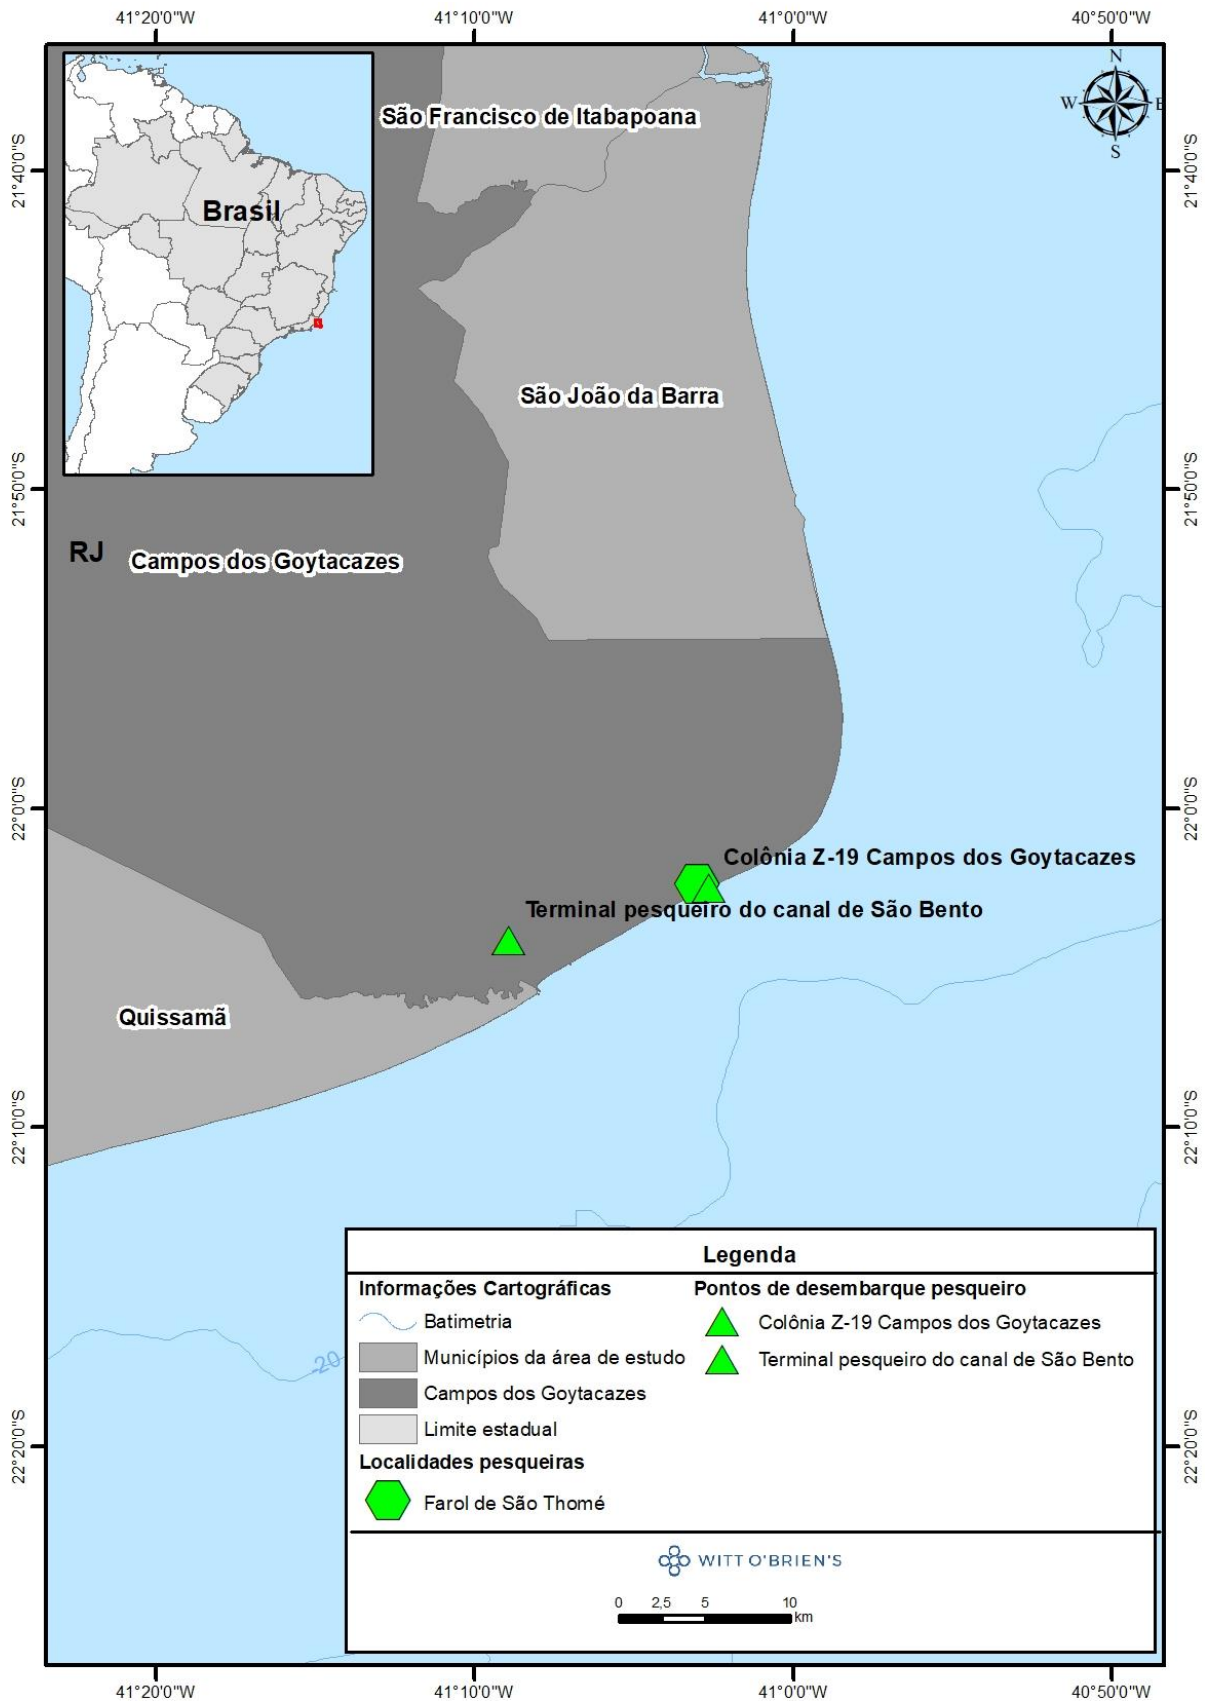 41°20'0"W 41°10'0"W 41°0'0"W 40°50'0"W
N
W E
S
São Francisco de Itabapoana
21°40'0"S 21°40'0"S
Brasil
São João da Barra
21°50'0"S 21°50'0"S
RJ
Campos dos Goytacazes
22°0'0"S 22°0'0"S
Colônia Z-19 Campos dos Goytacazes
Terminal pesqueiro do canal de São Bento
Quissamã
22°10'0"S 22°10'0"S
Legenda
Informações Cartográficas
Batimetria
Municípios da área de estudo
Campos dos Goytacazes
Limite estadual
Localidades pesqueiras
Farol de São Thomé
Pontos de desembarque pesqueiro
Colônia Z-19 Campos dos Goytacazes
Terminal pesqueiro do canal de São Bento
-20
22°20'0"S 22°20'0"S
WITT O'BRIEN'S
0 2,5 5 10
km
41°20'0"W 41°10'0"W 41°0'0"W 40°50'0"W